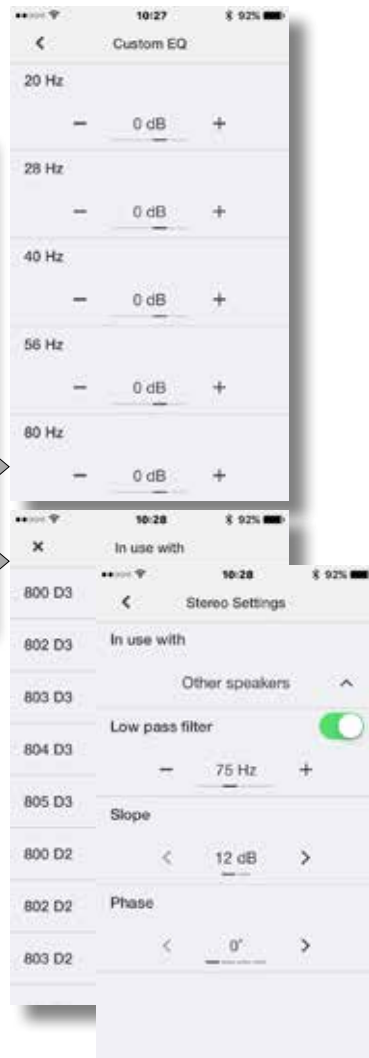 10:27 92%
Custom EQ
20 Hz
− 0 dB +
28 Hz
− 0 dB +
40 Hz
− 0 dB +
56 Hz
− 0 dB +
80 Hz
− 0 dB +
10:28 92%
× In use with
800 D3
802 D3
803 D3
804 D3
805 D3
800 D2
802 D2
803 D2
10:28 92%
Stereo Settings
In use with
Other speakers
Low pass filter
− 75 Hz +
Slope
< 12 dB >
Phase
< 0° >